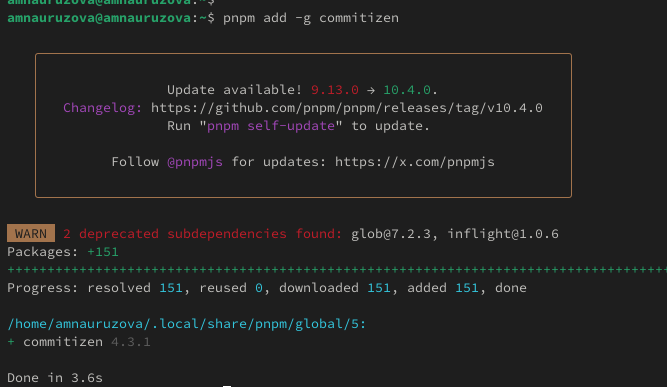 amnauruzova@amnauruzova:~$
amnauruzova@amnauruzova:~$ pnpm add -g commitizen
Update available! 9.13.0 → 10.4.0.
Changelog: https://github.com/pnpm/pnpm/releases/tag/v10.4.0
Run "pnpm self-update" to update.
Follow @pnpmjs for updates: https://x.com/pnpmjs
WARN 2 deprecated subdependencies found: glob@7.2.3, inflight@1.0.6
Packages: +151
+++++++++++++++++++++++++++++++++++++++++++++++++++++++++++++++++++++++++++++++++++
Progress: resolved 151, reused 0, downloaded 151, added 151, done
/home/amnauruzova/.local/share/pnpm/global/5:
+ commitizen 4.3.1
Done in 3.6s